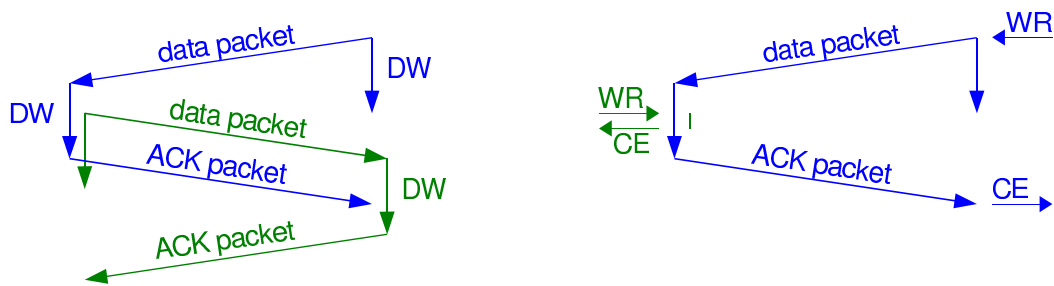 data packet
DW
DW
data packet
ACK packet
DW
ACK packet
WR
data packet
WR
CE
I
ACK packet
CE